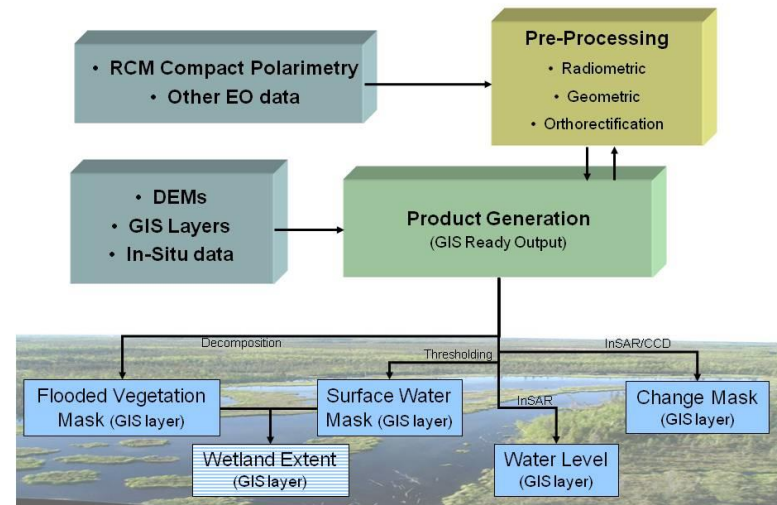 • RCM Compact Polarimetry
• Other EO data
Pre-Processing
• Radiometric
• Geometric
• Orthorectification
• DEMs
• GIS Layers
• In-Situ data
Product Generation
(GIS Ready Output)
Decomposition
Thresholding
InSAR/CCD
InSAR
Flooded Vegetation
Mask (GIS layer)
Surface Water
Mask (GIS layer)
Change Mask
(GIS layer)
Wetland Extent
(GIS layer)
Water Level
(GIS layer)